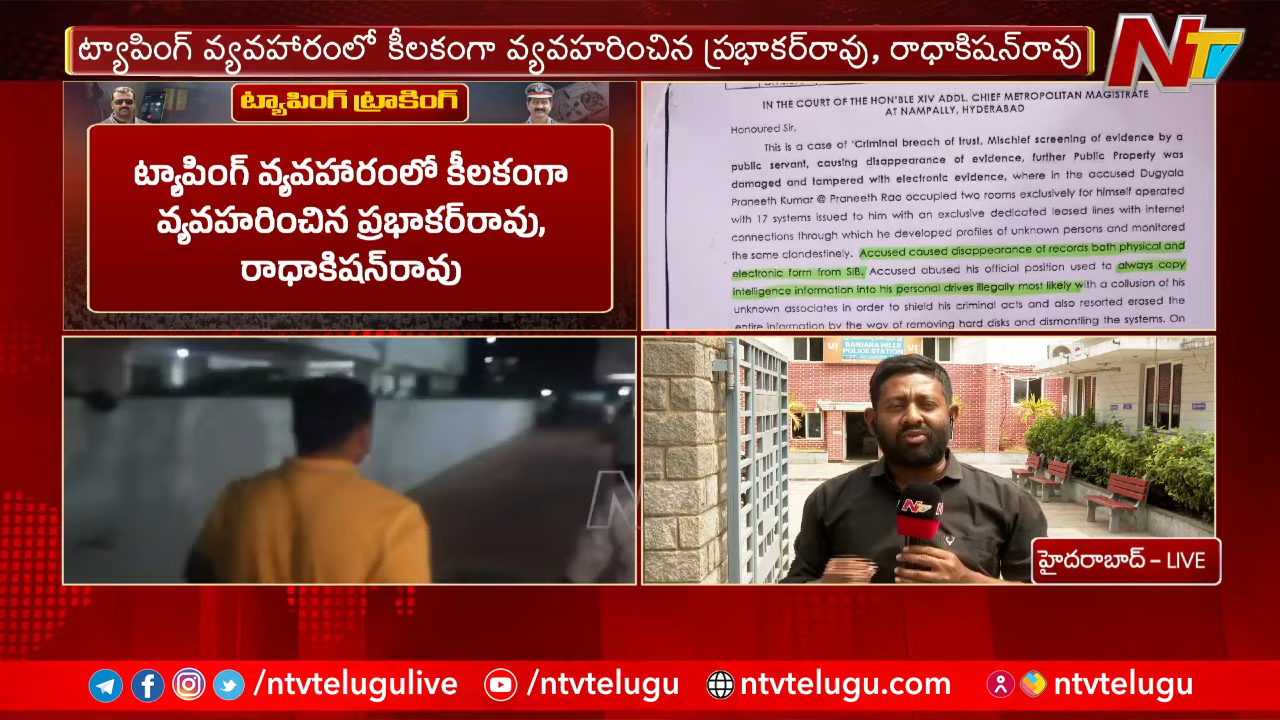 ట్యాపింగ్ వ్యవహారంలో కీలకంగా వ్యవహరించిన ప్రభాకర్‌రావు, రాధాకిషన్‌రావు
NTV
ట్యాపింగ్ ట్రాకింగ్
ట్యాపింగ్ వ్యవహారంలో కీలకంగా
వ్యవహరించిన ప్రభాకర్‌రావు,
రాధాకిషన్‌రావు
IN THE COURT OF THE HON'BLE XIV ADDL. CHIEF METROPOLITAN MAGISTRATE
AT NAMPALLY, HYDERABAD
Honoured Sir,
This is a case of 'Criminal breach of trust, Mischief screening of evidence by a
public servant, causing disappearance of evidence, further Public Property was
damaged and tampered with electronic evidence, where in the accused Dugyala
Praneeth Kumar @ Praneeth Rao occupied two rooms exclusively for himself operated
with 17 systems issued to him with an exclusive dedicated leased lines with internet
connections through which he developed profiles of unknown persons and monitored
the same clandestinely. Accused caused disappearance of records both physical and
electronic form from SIB. Accused abused his official position used to always copy
intelligence information into his personal drives illegally most likely with a collusion of his
unknown associates in order to shield his criminal acts and also resorted erased the
entire information by the way of removing hard disks and dismantling the systems. On
BANJARA HILLS
POLICE STATION
NTV
హైదరాబాద్ – LIVE
/ntvtelugulive
/ntvtelugu
ntvtelugu.com
ntvtelugu